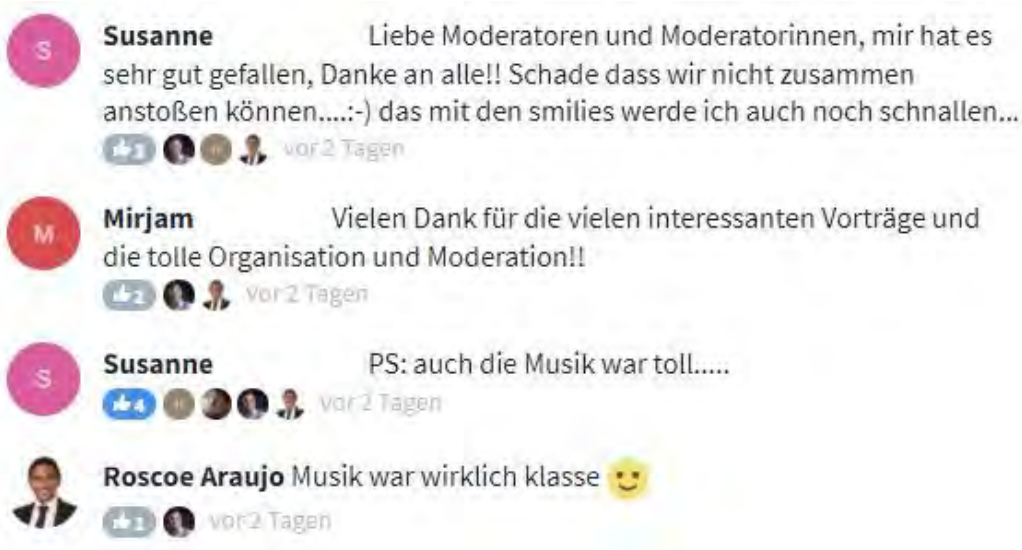 S Susanne Liebe Moderatoren und Moderatorinnen, mir hat es
sehr gut gefallen, Danke an alle!! Schade dass wir nicht zusammen
anstoßen können....:-) das mit den smilies werde ich auch noch schnallen...
3 vor 2 Tagen
M Mirjam Vielen Dank für die vielen interessanten Vorträge und
die tolle Organisation und Moderation!!
2 vor 2 Tagen
S Susanne PS: auch die Musik war toll.....
4 vor 2 Tagen
Roscoe Araujo Musik war wirklich klasse
1 vor 2 Tagen